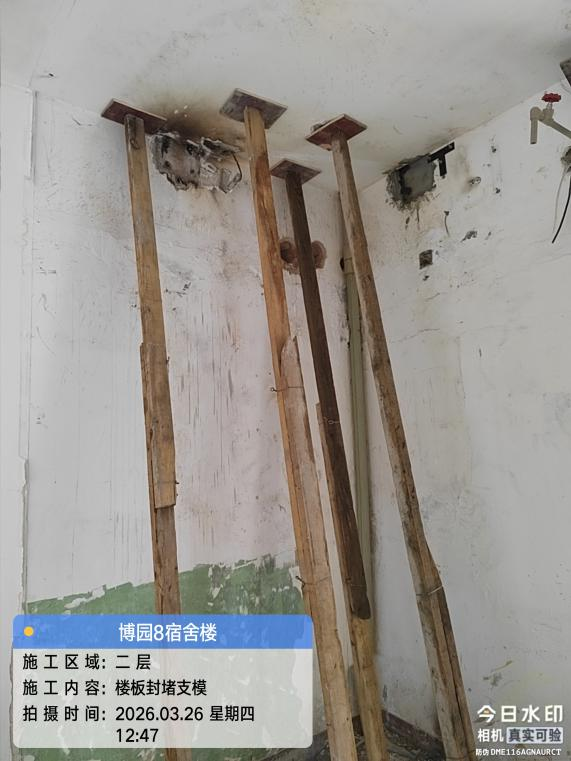 博园8宿舍楼
施工区域：二层
施工内容：楼板封堵支模
拍摄时间：2026.03.26 星期四
12:47
今日水印
相机 真实可验
防伪 DME116AGNAURCT